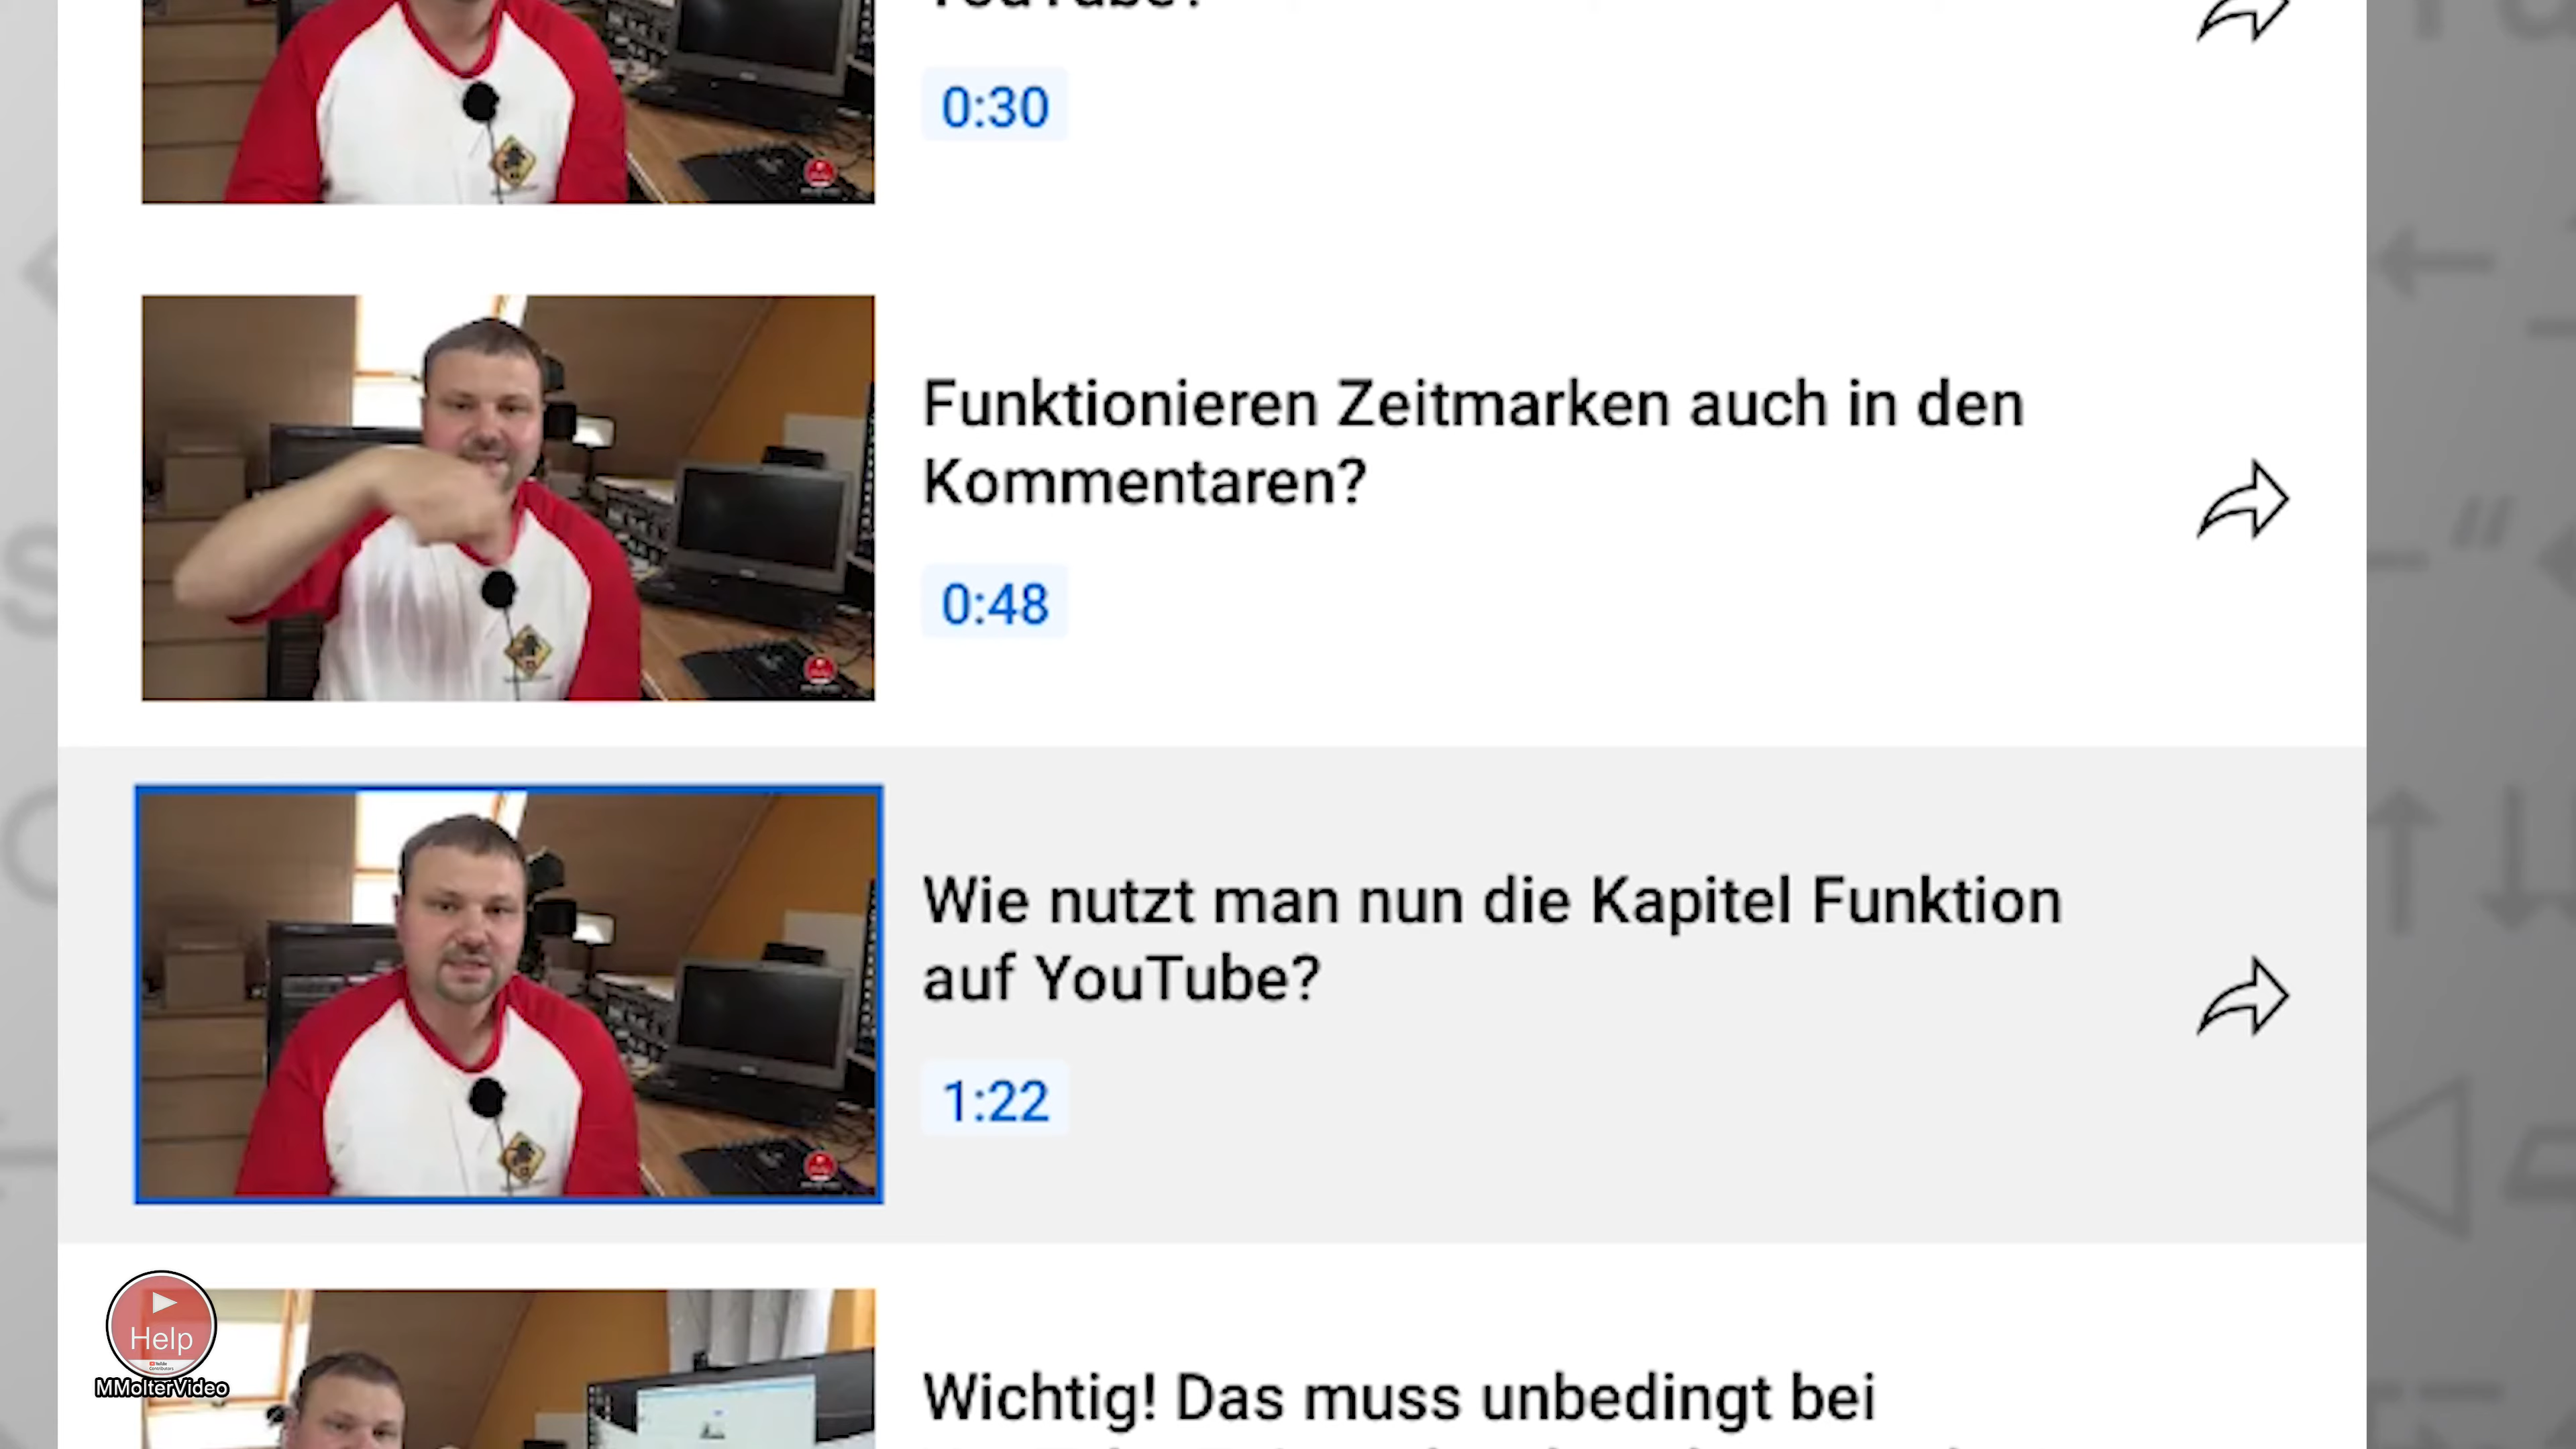 YouTube?
0:30
Funktionieren Zeitmarken auch in den
Kommentaren?
0:48
Wie nutzt man nun die Kapitel Funktion
auf YouTube?
1:22
Help
MMolterVideo
Wichtig! Das muss unbedingt bei